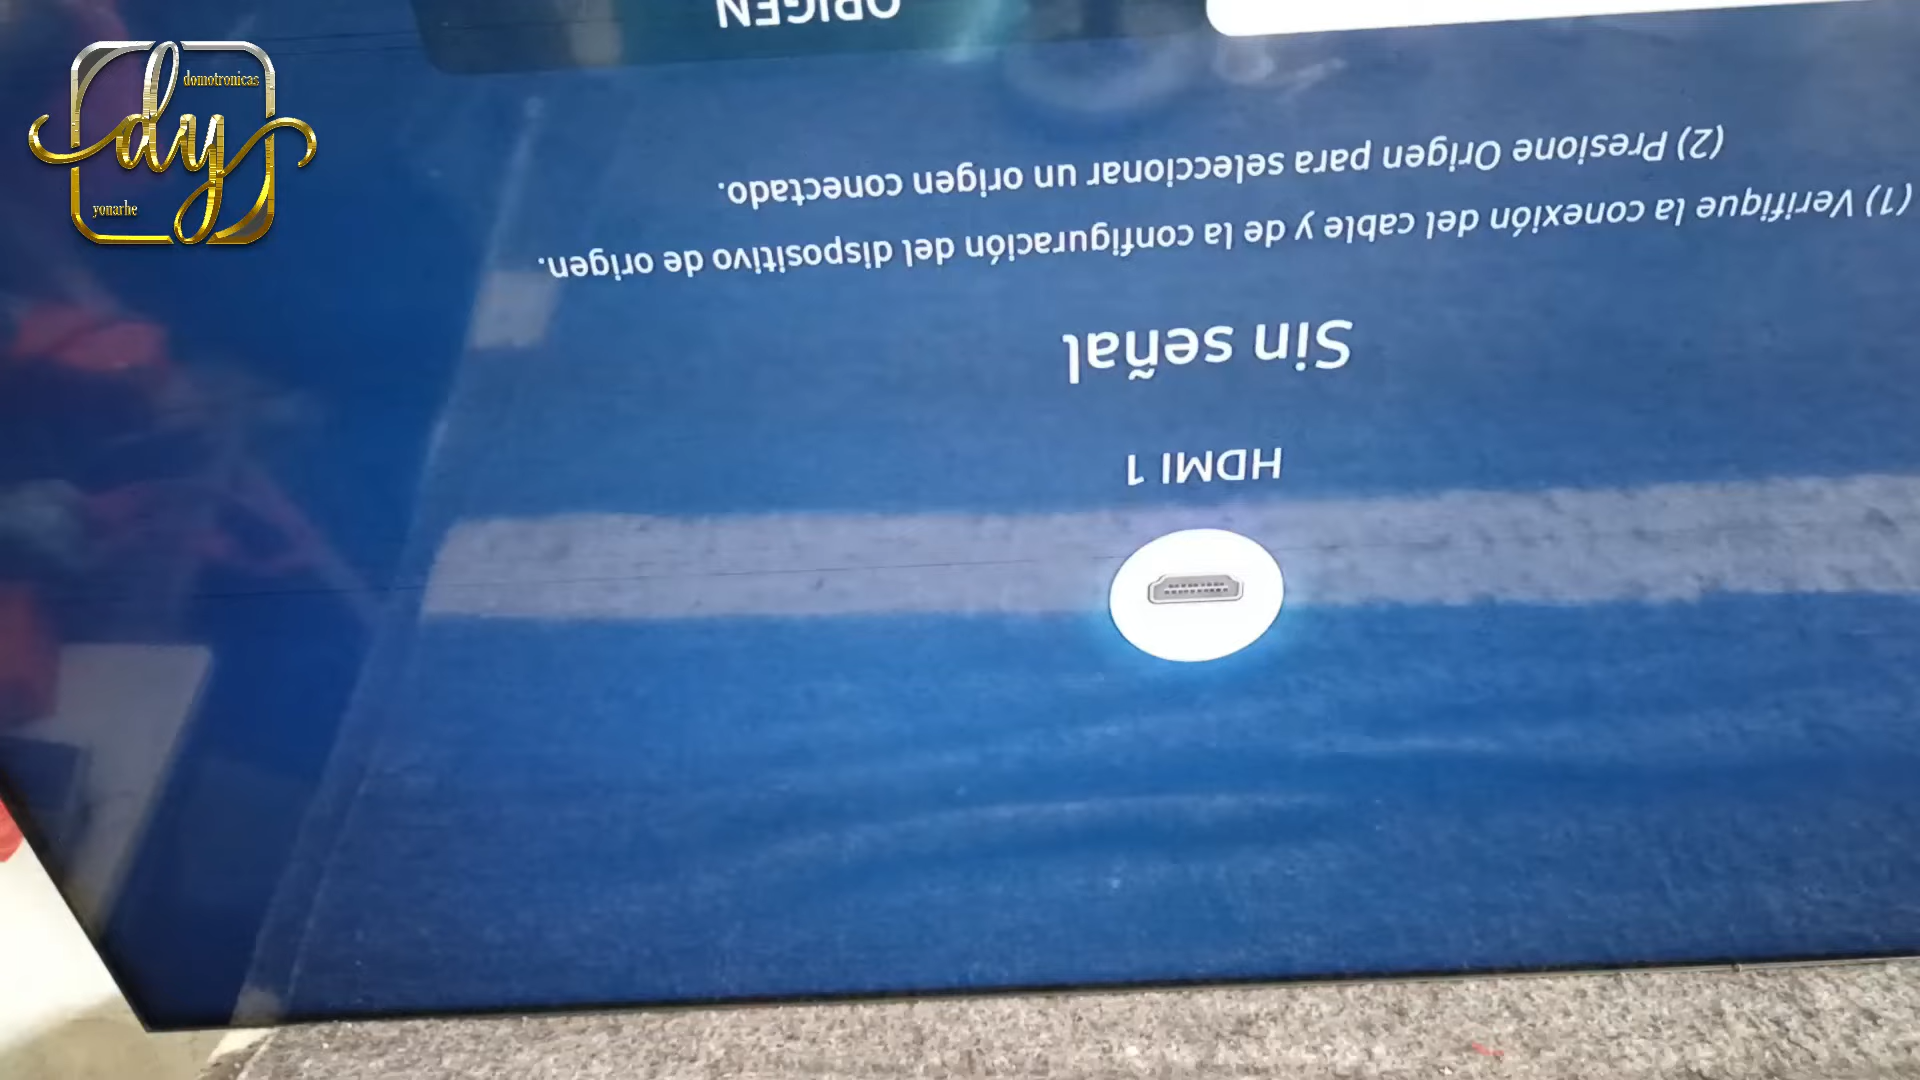 domotronicas
dy
yonarhe
HDMI 1
Sin señal
(1) Verifique la conexión del cable y de la configuración del dispositivo de origen.
(2) Presione Origen para seleccionar un origen conectado.
ORIGEN